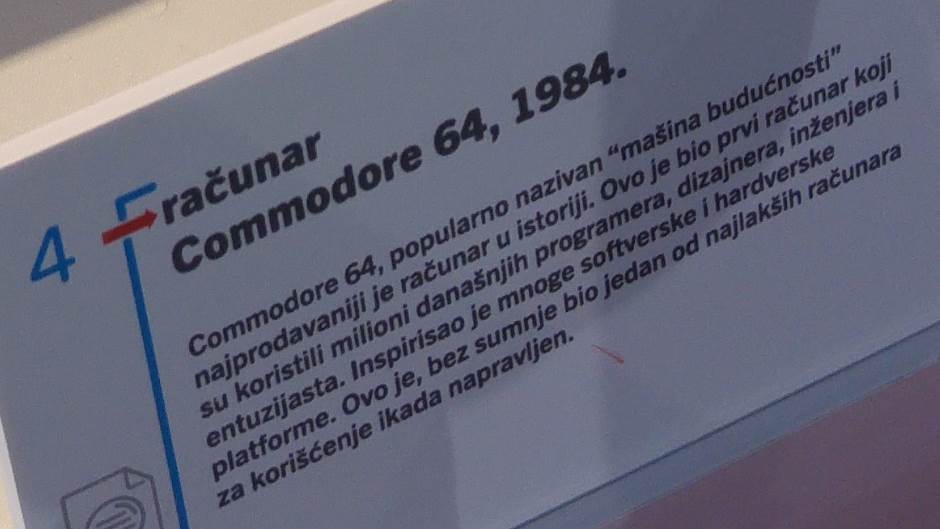 4
računar
Commodore 64, 1984.
Commodore 64, popularno nazivan “mašina budućnosti”
najprodavaniji je računar u istoriji. Ovo je bio prvi računar koji
su koristili milioni današnjih programera, dizajnera, inženjera i
entuzijasta. Inspirisao je mnoge softverske i hardverske
platforme. Ovo je, bez sumnje bio jedan od najlakših računara
za korišćenje ikada napravljen.